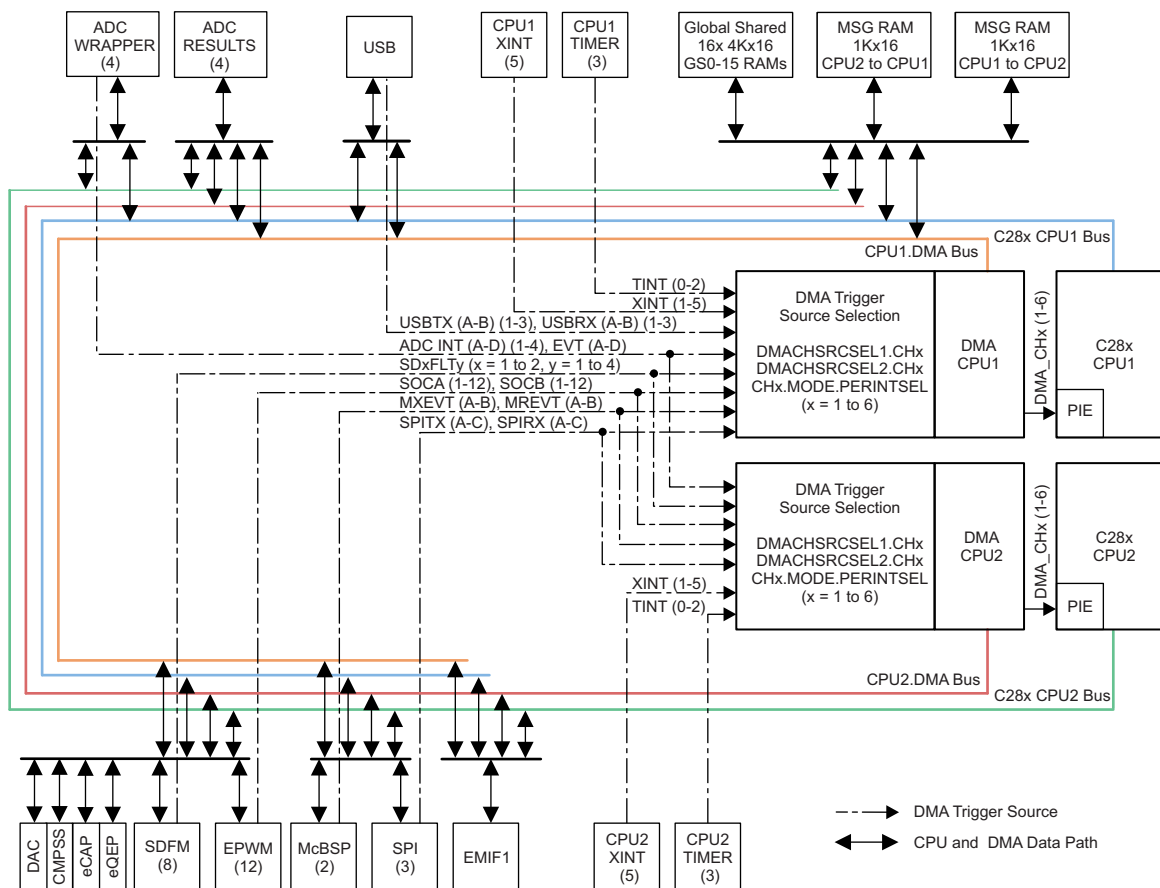 ADC
WRAPPER
(4)
ADC
RESULTS
(4)
USB
CPU1
XINT
(5)
CPU1
TIMER
(3)
Global Shared
16x 4Kx16
GS0-15 RAMs
MSG RAM
1Kx16
CPU2 to CPU1
MSG RAM
1Kx16
CPU1 to CPU2
C28x CPU1 Bus
CPU1.DMA Bus
TINT (0-2)
XINT (1-5)
USBTX (A-B) (1-3), USBRX (A-B) (1-3)
ADC INT (A-D) (1-4), EVT (A-D)
SDxFLTy (x = 1 to 2, y = 1 to 4)
SOCA (1-12), SOCB (1-12)
MXEVT (A-B), MREVT (A-B)
SPITX (A-C), SPIRX (A-C)
DMA Trigger
Source Selection
DMACHSRCSEL1.CHx
DMACHSRCSEL2.CHx
CHx.MODE.PERINTSEL
(x = 1 to 6)
DMA
CPU1
DMA_CHx (1-6)
C28x
CPU1
PIE
DMA Trigger
Source Selection
DMACHSRCSEL1.CHx
DMACHSRCSEL2.CHx
CHx.MODE.PERINTSEL
(x = 1 to 6)
DMA
CPU2
DMA_CHx (1-6)
C28x
CPU2
PIE
XINT (1-5)
TINT (0-2)
CPU2.DMA Bus
C28x CPU2 Bus
DAC
CMPSS
eCAP
eQEP
SDFM
(8)
EPWM
(12)
McBSP
(2)
SPI
(3)
EMIF1
CPU2
XINT
(5)
CPU2
TIMER
(3)
DMA Trigger Source
CPU and DMA Data Path